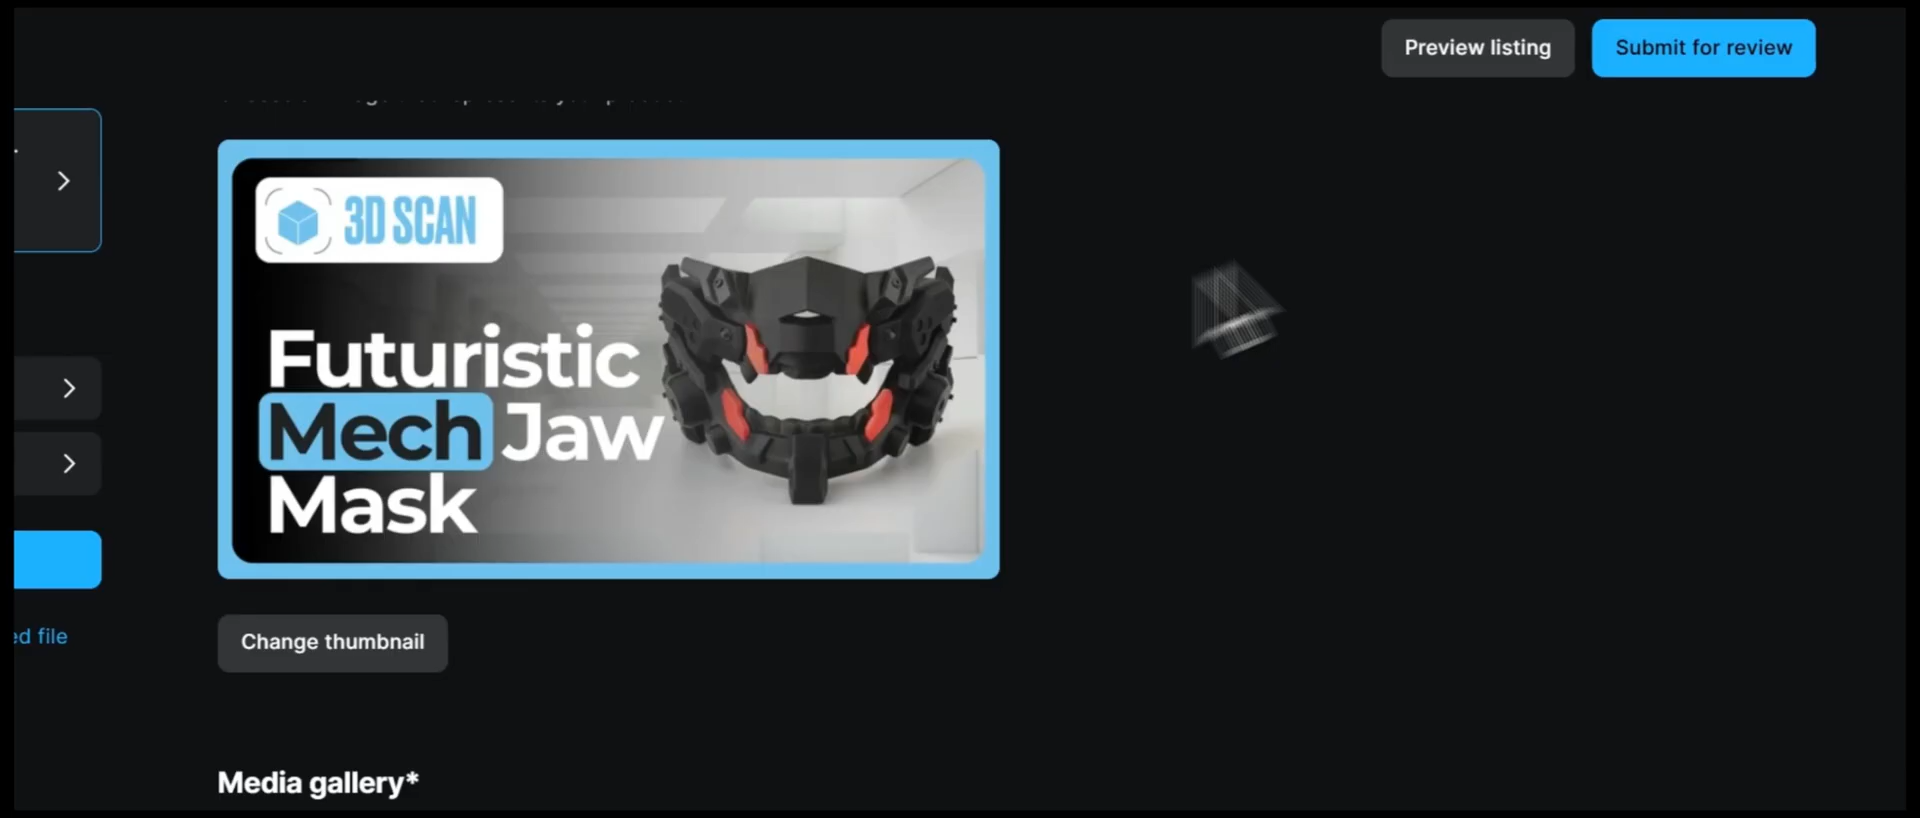 Preview listing
Submit for review
3D SCAN
Futuristic
Mech Jaw
Mask
ed file
Change thumbnail
Media gallery*